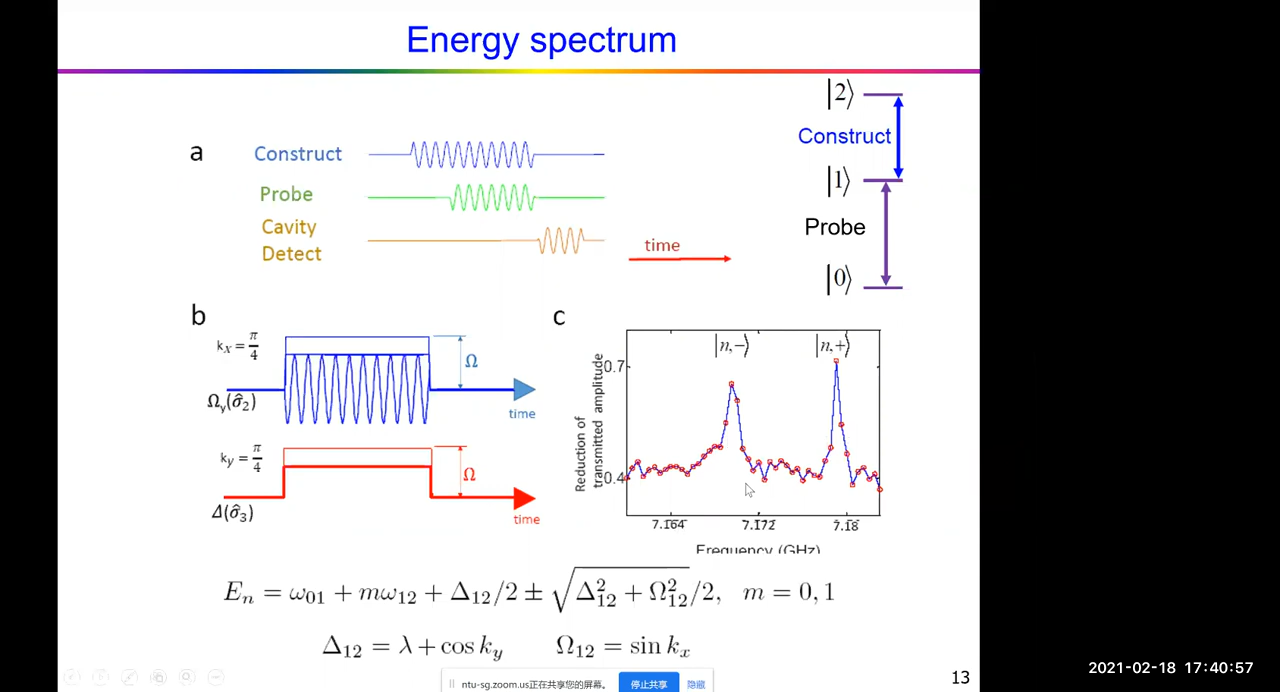 Energy spectrum
|2⟩
Construct
|1⟩
Probe
|0⟩
a
Construct
Probe
Cavity
Detect
time
b
k_x = π/4
Ω
Ω_y(σ̂_2)
time
k_y = π/4
Ω
Δ(σ̂_3)
time
c
|n,−⟩
|n,+⟩
Reduction of
transmitted amplitude
0.7
0.4
7.164
7.172
7.18
Frequency (GHz)
E_n = ω_01 + mω_12 + Δ_12/2 ± √(Δ²_12 + Ω²_12)/2, m = 0, 1
Δ_12 = λ + cos k_y Ω_12 = sin k_x
ntu-sg.zoom.us正在共享您的屏幕。 停止共享 隐藏
13
2021-02-18 17:40:57